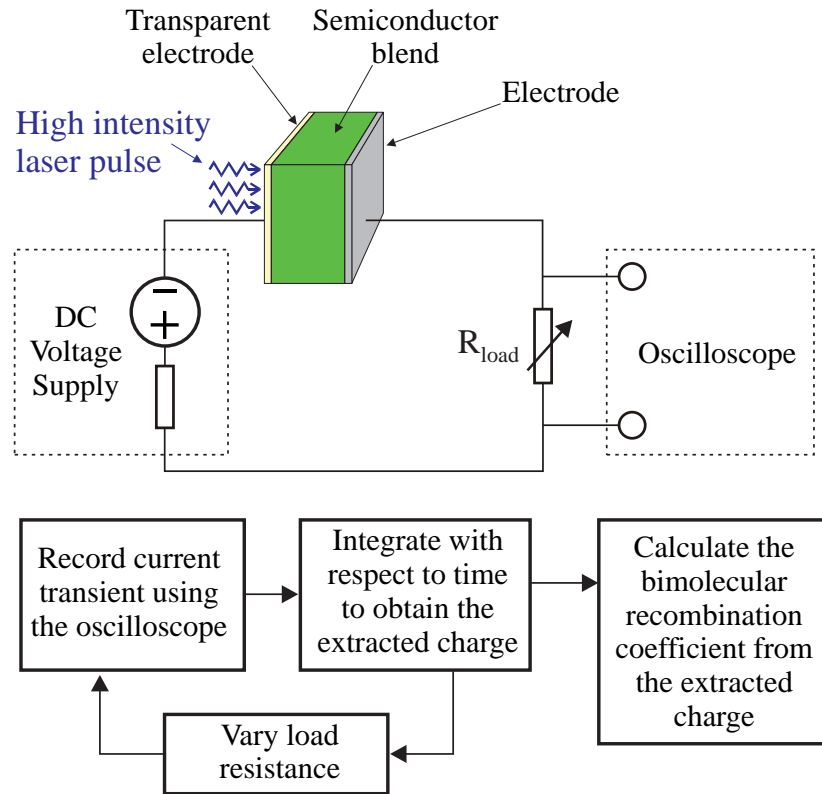 Transparent
electrode
Semiconductor
blend
Electrode
High intensity
laser pulse
DC
Voltage
Supply
R_load
Oscilloscope
Record current
transient using
the oscilloscope
Integrate with
respect to time
to obtain the
extracted charge
Calculate the
bimolecular
recombination
coefficient from
the extracted
charge
Vary load
resistance